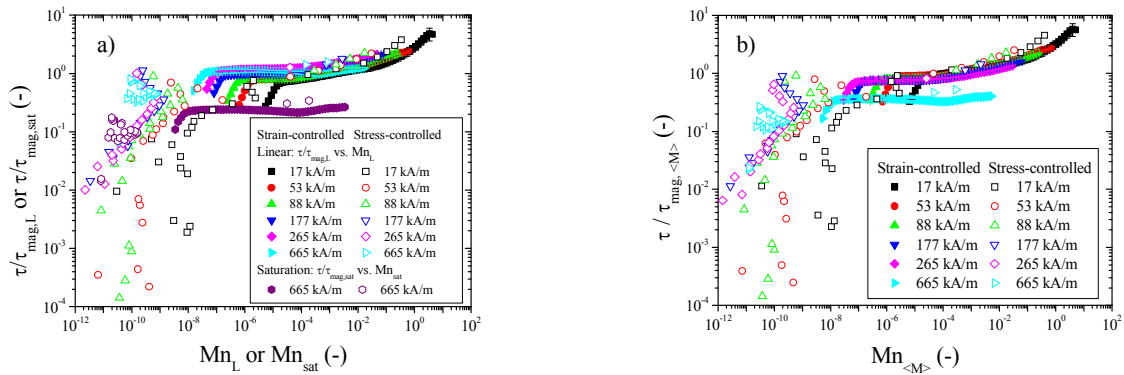 a)
τ/τmag,L or τ/τmag,sat (-)
10^2
10^1
10^0
10^-1
10^-2
10^-3
10^-4
Strain-controlled Stress-controlled
Linear: τ/τmag,L vs. MnL
17 kA/m 17 kA/m
53 kA/m 53 kA/m
88 kA/m 88 kA/m
177 kA/m 177 kA/m
265 kA/m 265 kA/m
665 kA/m 665 kA/m
Saturation: τ/τmag,sat vs. Mnsat
665 kA/m 665 kA/m
10^-12 10^-10 10^-8 10^-6 10^-4 10^-2 10^0 10^2
MnL or Mnsat (-)
b)
τ / τmag, <M> (-)
10^2
10^1
10^0
10^-1
10^-2
10^-3
10^-4
Strain-controlled Stress-controlled
17 kA/m 17 kA/m
53 kA/m 53 kA/m
88 kA/m 88 kA/m
177 kA/m 177 kA/m
265 kA/m 265 kA/m
665 kA/m 665 kA/m
10^-12 10^-10 10^-8 10^-6 10^-4 10^-2 10^0 10^2
Mn<M> (-)